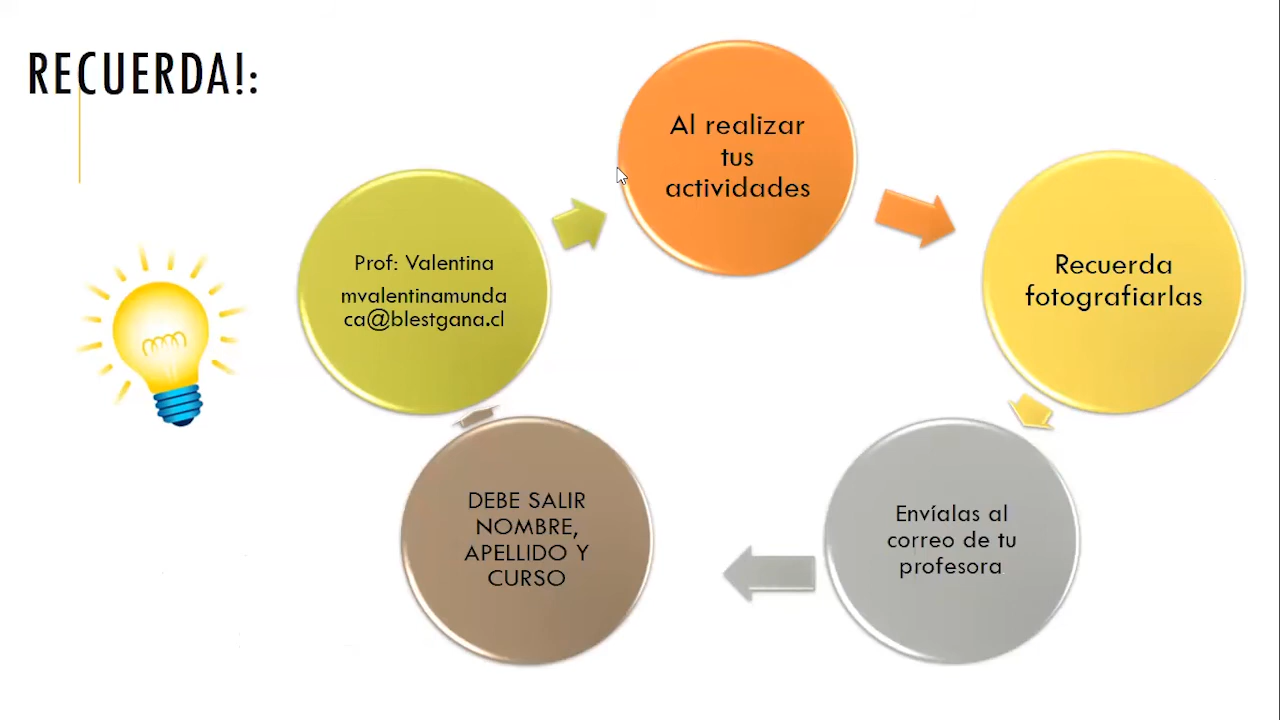 RECUERDA!:
Al realizar
tus
actividades
Recuerda
fotografiarlas
Envíalas al
correo de tu
profesora
DEBE SALIR
NOMBRE,
APELLIDO Y
CURSO
Prof: Valentina
mvalentinamunda
ca@blestgana.cl